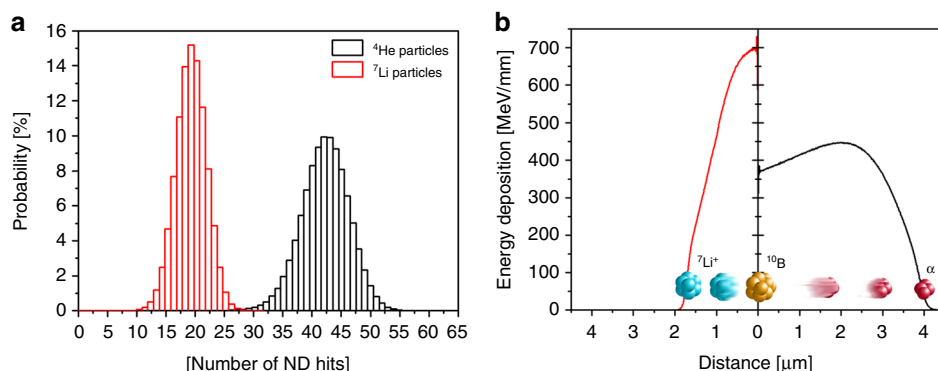 a
16
14
12
10
8
6
4
2
0
Probability [%]
⁴He particles
⁷Li particles
0 5 10 15 20 25 30 35 40 45 50 55 60 65
[Number of ND hits]
b
700
600
500
400
300
200
100
0
Energy deposition [MeV/mm]
⁷Li⁺
¹⁰B
α
4 3 2 1 0 1 2 3 4
Distance [μm]